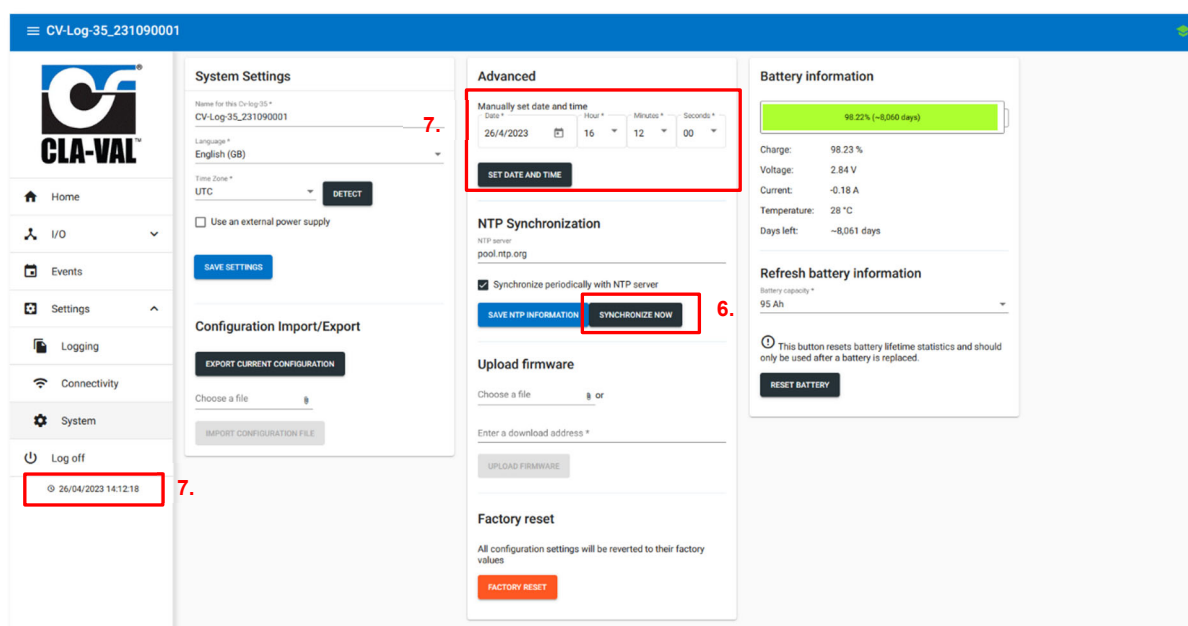 CV-Log-35_231090001
CLA-VAL
Home
I/O
Events
Settings
Logging
Connectivity
System
Log off
26/04/2023 14:12:18
7.
System Settings
Name for this Cv-log-35 *
CV-Log-35_231090001
Language *
English (GB)
Time Zone *
UTC
DETECT
Use an external power supply
SAVE SETTINGS
Configuration Import/Export
EXPORT CURRENT CONFIGURATION
Choose a file
IMPORT CONFIGURATION FILE
7.
Advanced
Manually set date and time
Date * Hour * Minutes * Seconds *
26/4/2023 16 12 00
SET DATE AND TIME
NTP Synchronization
NTP server
pool.ntp.org
Synchronize periodically with NTP server
SAVE NTP INFORMATION SYNCHRONIZE NOW
6.
Upload firmware
Choose a file or
Enter a download address *
UPLOAD FIRMWARE
Factory reset
All configuration settings will be reverted to their factory
values
FACTORY RESET
Battery information
98.22% (~8,060 days)
Charge: 98.23 %
Voltage: 2.84 V
Current: -0.18 A
Temperature: 28 °C
Days left: ~8,061 days
Refresh battery information
Battery capacity *
95 Ah
This button resets battery lifetime statistics and should
only be used after a battery is replaced.
RESET BATTERY